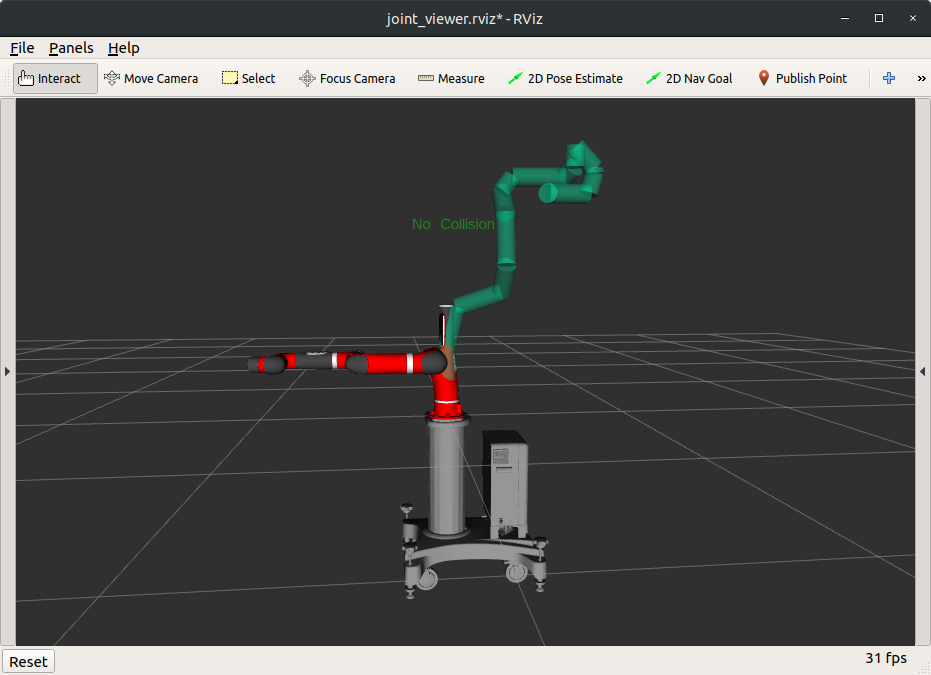 joint_viewer.rviz* - RViz
File Panels Help
Interact Move Camera Select Focus Camera Measure 2D Pose Estimate 2D Nav Goal Publish Point »
No Collision
Reset 31 fps